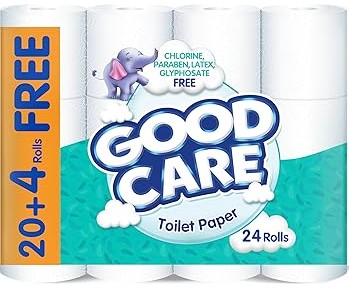 20+4 Rolls FREE
CHLORINE,
PARABEN, LATEX,
GLYPHOSATE
FREE
GOOD
CARE
Toilet Paper
24 Rolls